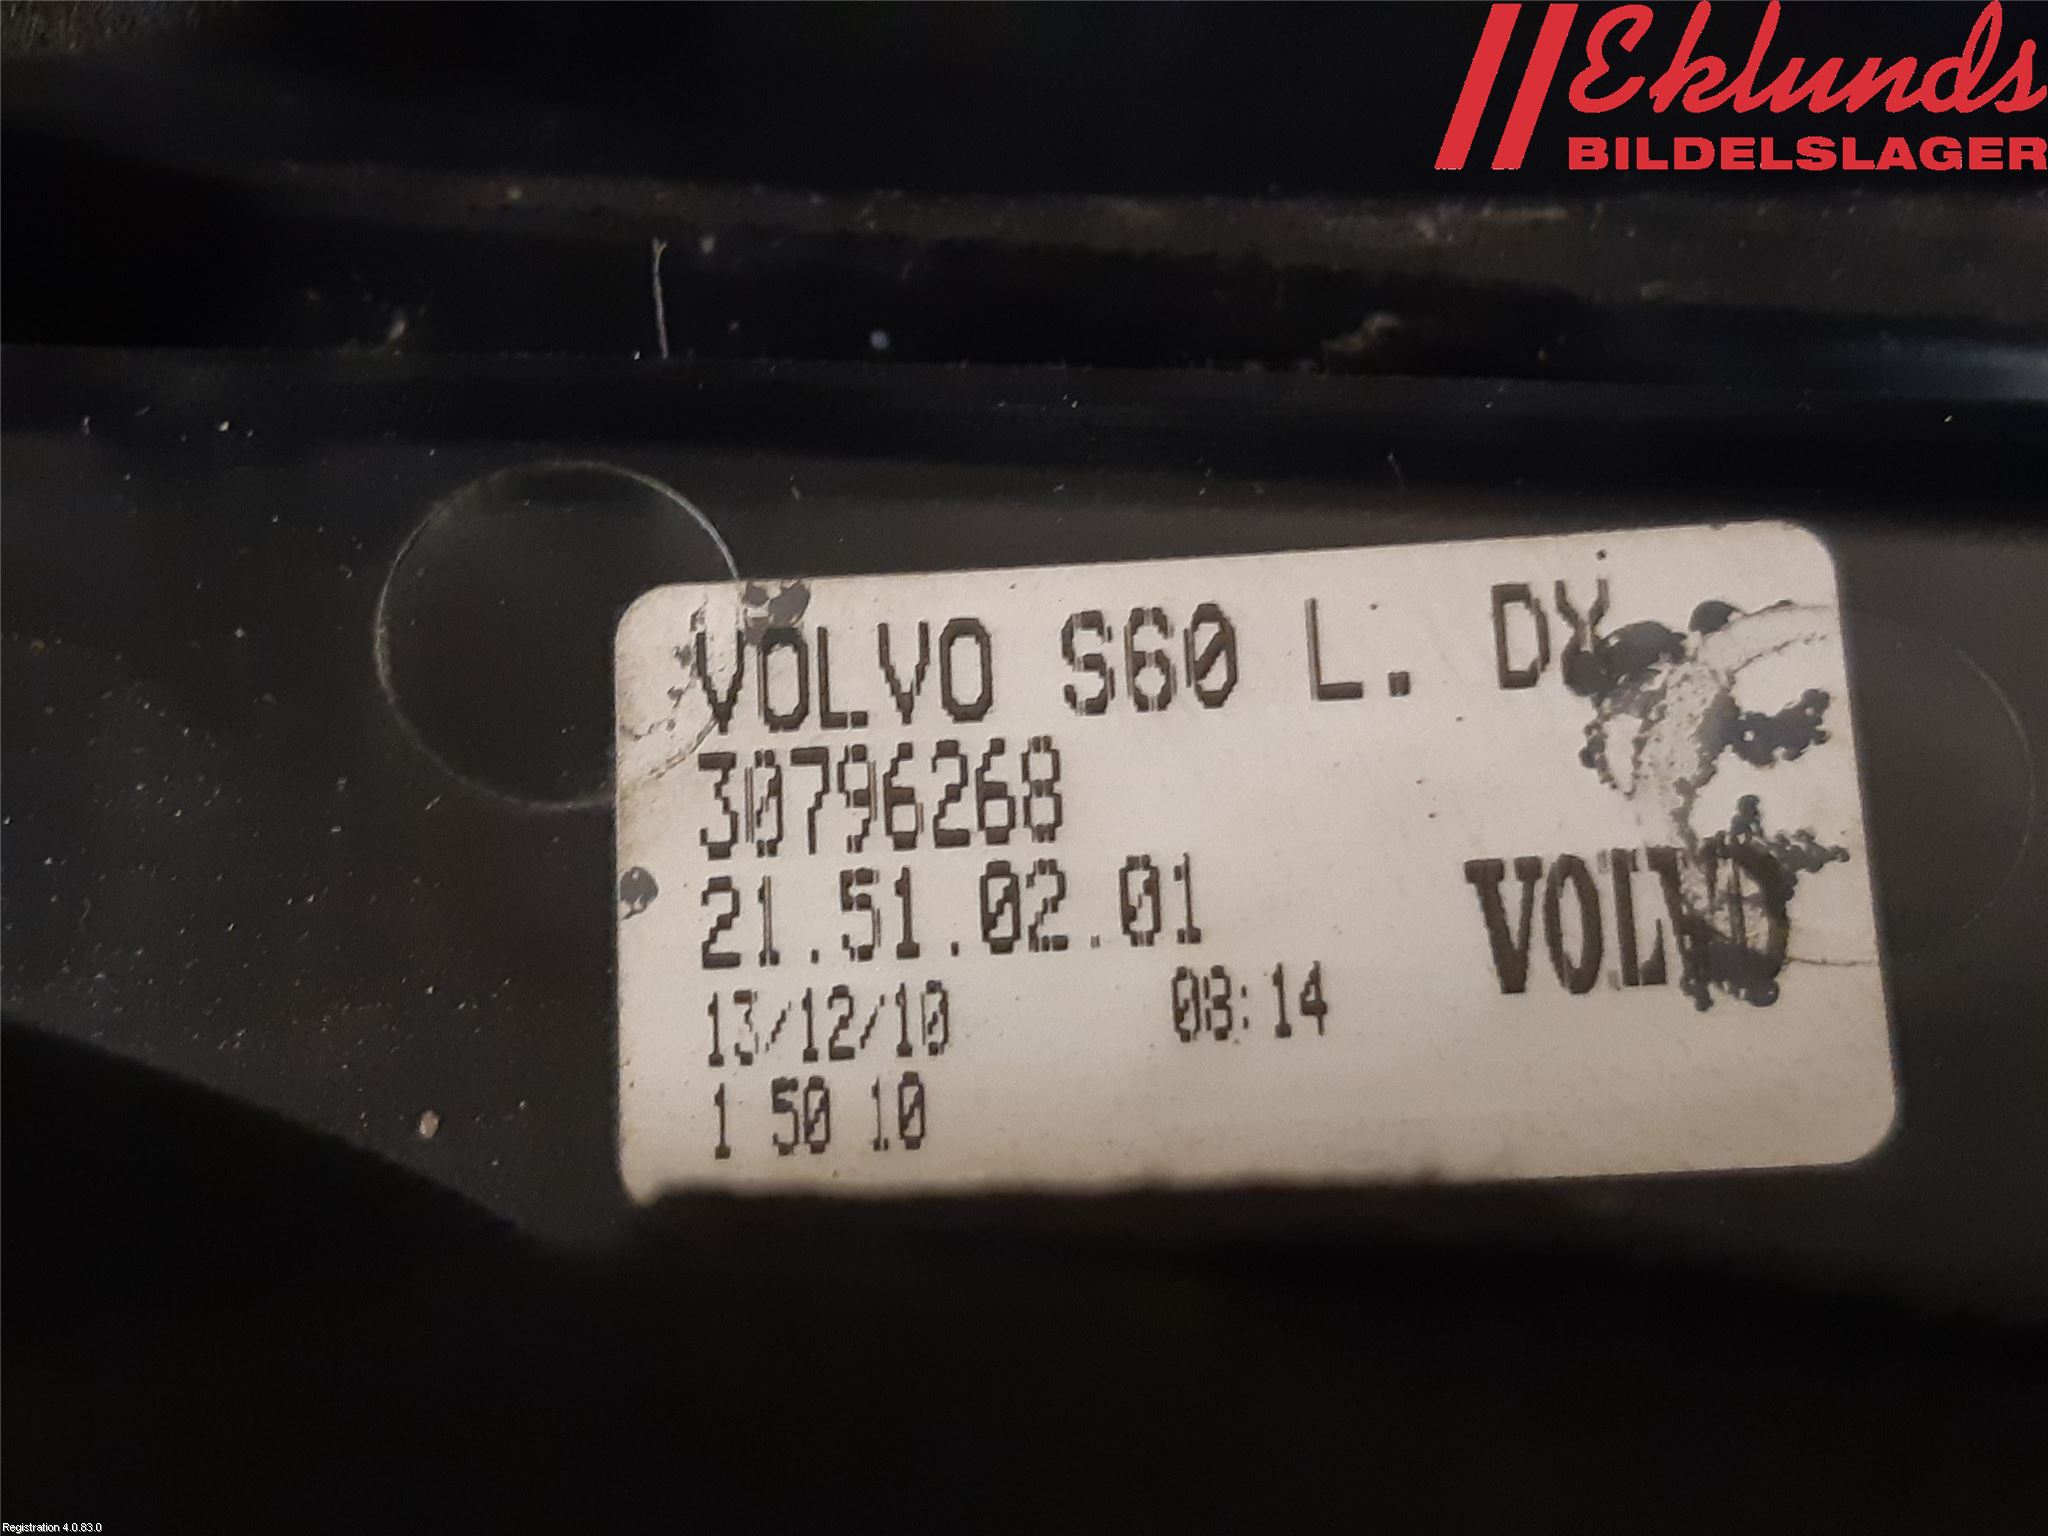 Eklunds
BILDELSLAGER
VOLVO S60 L. DX
30796268
21.51.02.01
VOLVO
13/12/10 08:14
1 50 10
Registration 4.0.83.0